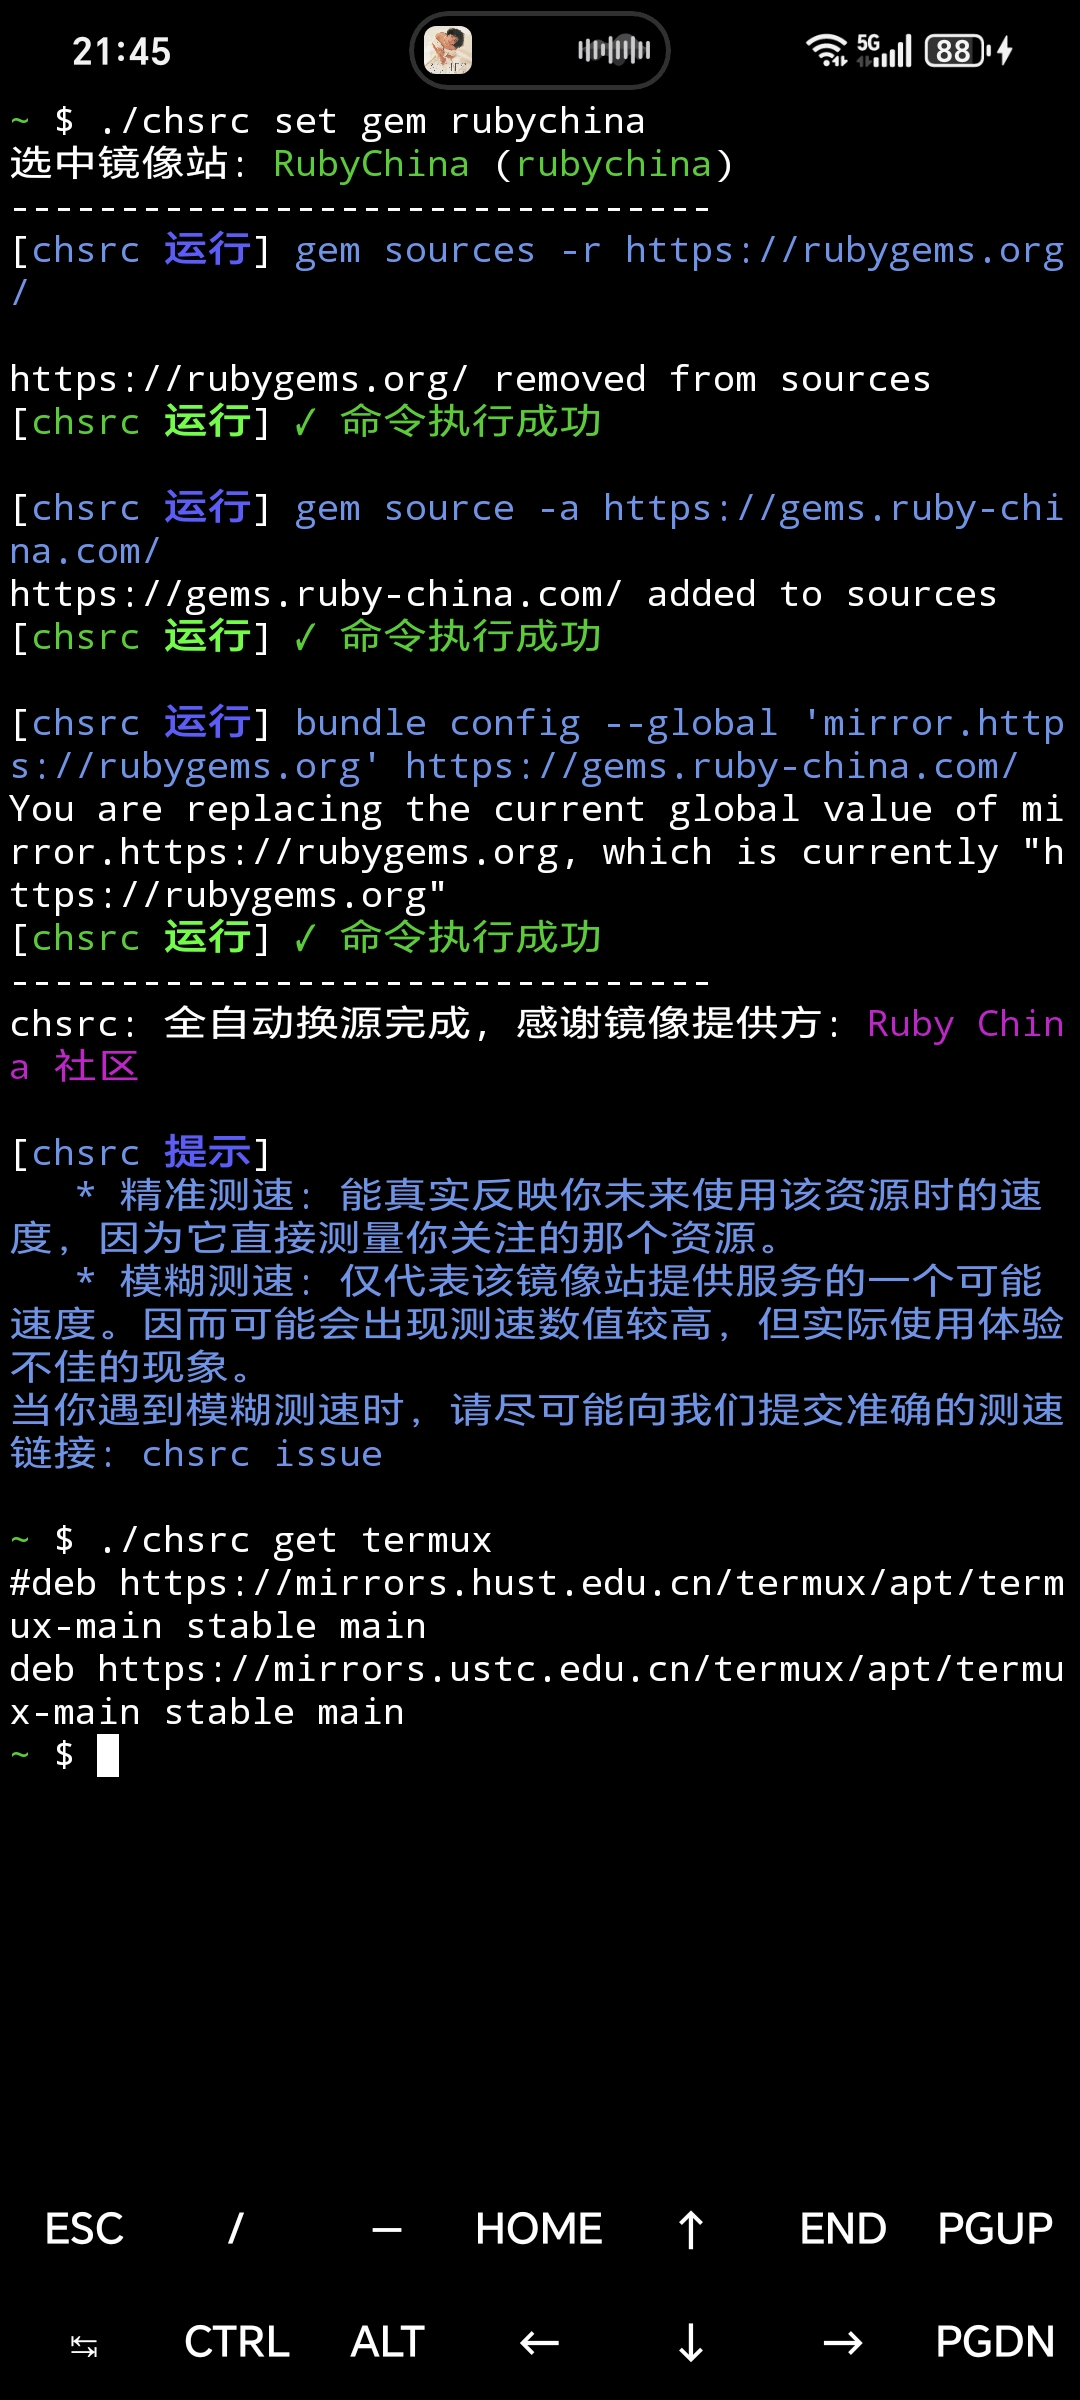 21:45
5G
88
~ $ ./chsrc set gem rubychina
选中镜像站: RubyChina (rubychina)
--------------------------------
[chsrc 运行] gem sources -r https://rubygems.org
/
https://rubygems.org/ removed from sources
[chsrc 运行] ✓ 命令执行成功
[chsrc 运行] gem source -a https://gems.ruby-chi
na.com/
https://gems.ruby-china.com/ added to sources
[chsrc 运行] ✓ 命令执行成功
[chsrc 运行] bundle config --global 'mirror.http
s://rubygems.org' https://gems.ruby-china.com/
You are replacing the current global value of mi
rror.https://rubygems.org, which is currently "h
ttps://rubygems.org"
[chsrc 运行] ✓ 命令执行成功
--------------------------------
chsrc: 全自动换源完成, 感谢镜像提供方: Ruby Chin
a 社区
[chsrc 提示]
   * 精准测速: 能真实反映你未来使用该资源时的速
度, 因为它直接测量你关注的那个资源。
   * 模糊测速: 仅代表该镜像站提供服务的一个可能
速度。因而可能会出现测速数值较高, 但实际使用体验
不佳的现象。
当你遇到模糊测速时, 请尽可能向我们提交准确的测速
链接: chsrc issue
~ $ ./chsrc get termux
#deb https://mirrors.hust.edu.cn/termux/apt/term
ux-main stable main
deb https://mirrors.ustc.edu.cn/termux/apt/termu
x-main stable main
~ $
ESC / — HOME ↑ END PGUP
↹ CTRL ALT ← ↓ → PGDN